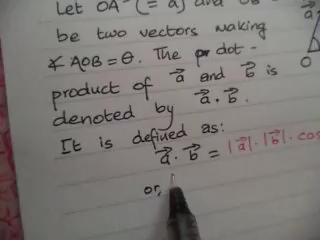 Let OA (= a) and OB
be two vectors making
∡ AOB = θ. The dot -
product of a⃗ and b⃗ is
denoted by a⃗ . b⃗ .
It is defined as:
a⃗ . b⃗ = |a⃗| . |b⃗| . cos
or,
a⃗
O